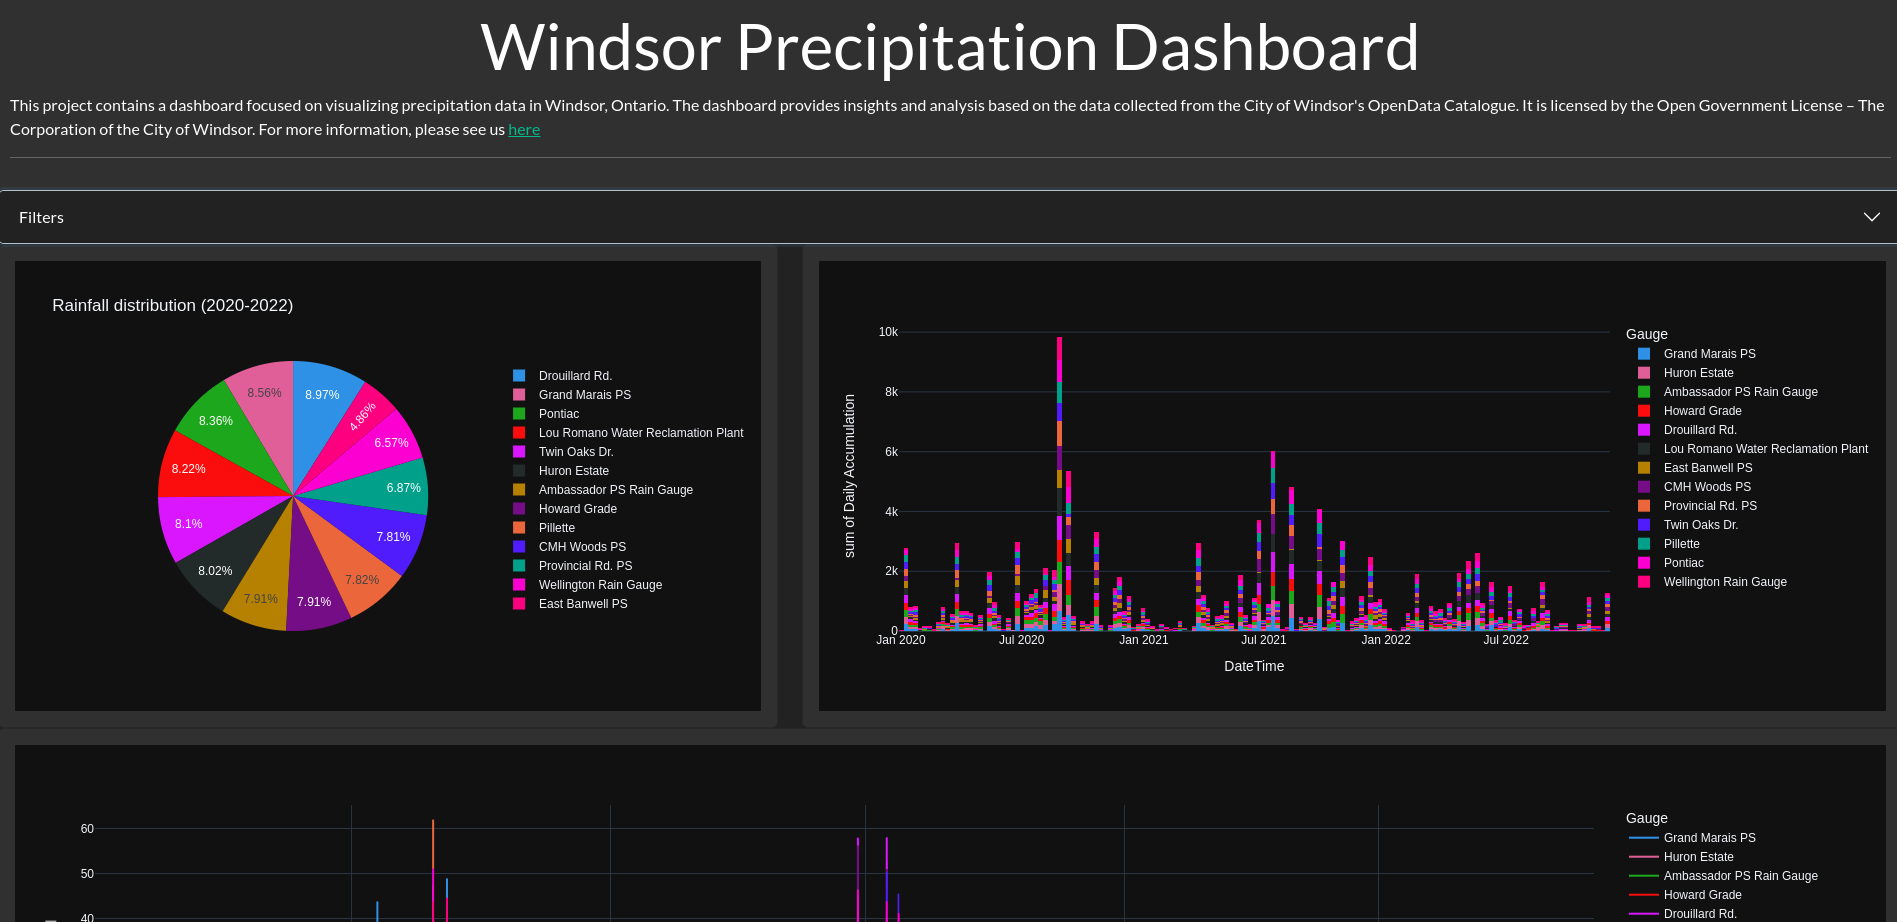 Windsor Precipitation Dashboard
This project contains a dashboard focused on visualizing precipitation data in Windsor, Ontario. The dashboard provides insights and analysis based on the data collected from the City of Windsor's OpenData Catalogue. It is licensed by the Open Government License – The
Corporation of the City of Windsor. For more information, please see us here
Filters
Rainfall distribution (2020-2022)
8.97%
4.86%
6.57%
6.87%
7.81%
7.82%
7.91%
7.91%
8.02%
8.1%
8.22%
8.36%
8.56%
Drouillard Rd.
Grand Marais PS
Pontiac
Lou Romano Water Reclamation Plant
Twin Oaks Dr.
Huron Estate
Ambassador PS Rain Gauge
Howard Grade
Pillette
CMH Woods PS
Provincial Rd. PS
Wellington Rain Gauge
East Banwell PS
sum of Daily Accumulation
10k
8k
6k
4k
2k
0
Jan 2020
Jul 2020
Jan 2021
Jul 2021
Jan 2022
Jul 2022
DateTime
Gauge
Grand Marais PS
Huron Estate
Ambassador PS Rain Gauge
Howard Grade
Drouillard Rd.
Lou Romano Water Reclamation Plant
East Banwell PS
CMH Woods PS
Provincial Rd. PS
Twin Oaks Dr.
Pillette
Pontiac
Wellington Rain Gauge
60
50
40
Gauge
Grand Marais PS
Huron Estate
Ambassador PS Rain Gauge
Howard Grade
Drouillard Rd.